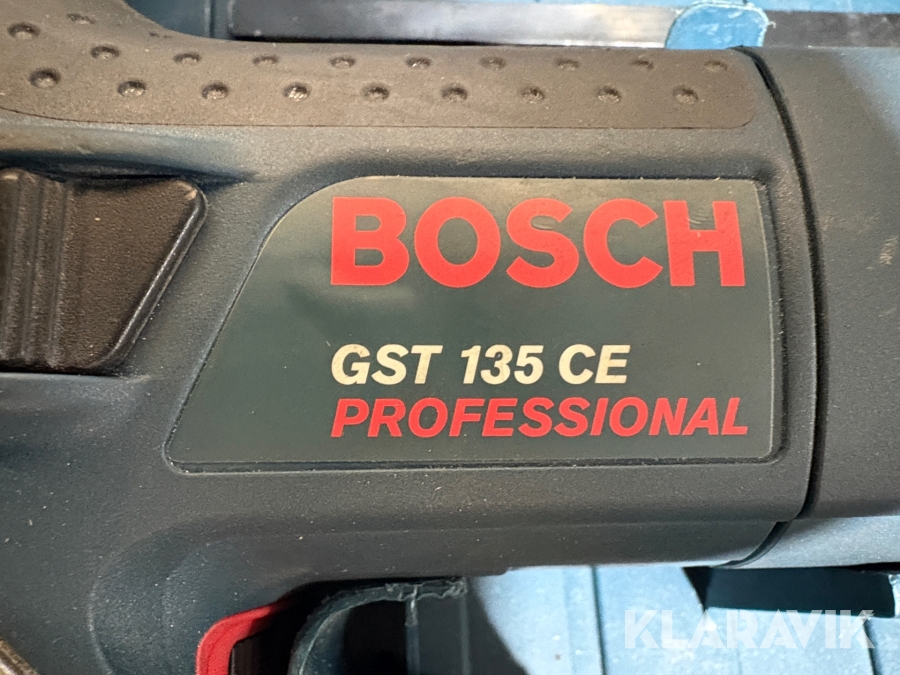 BOSCH
GST 135 CE
PROFESSIONAL
KLARAVIK